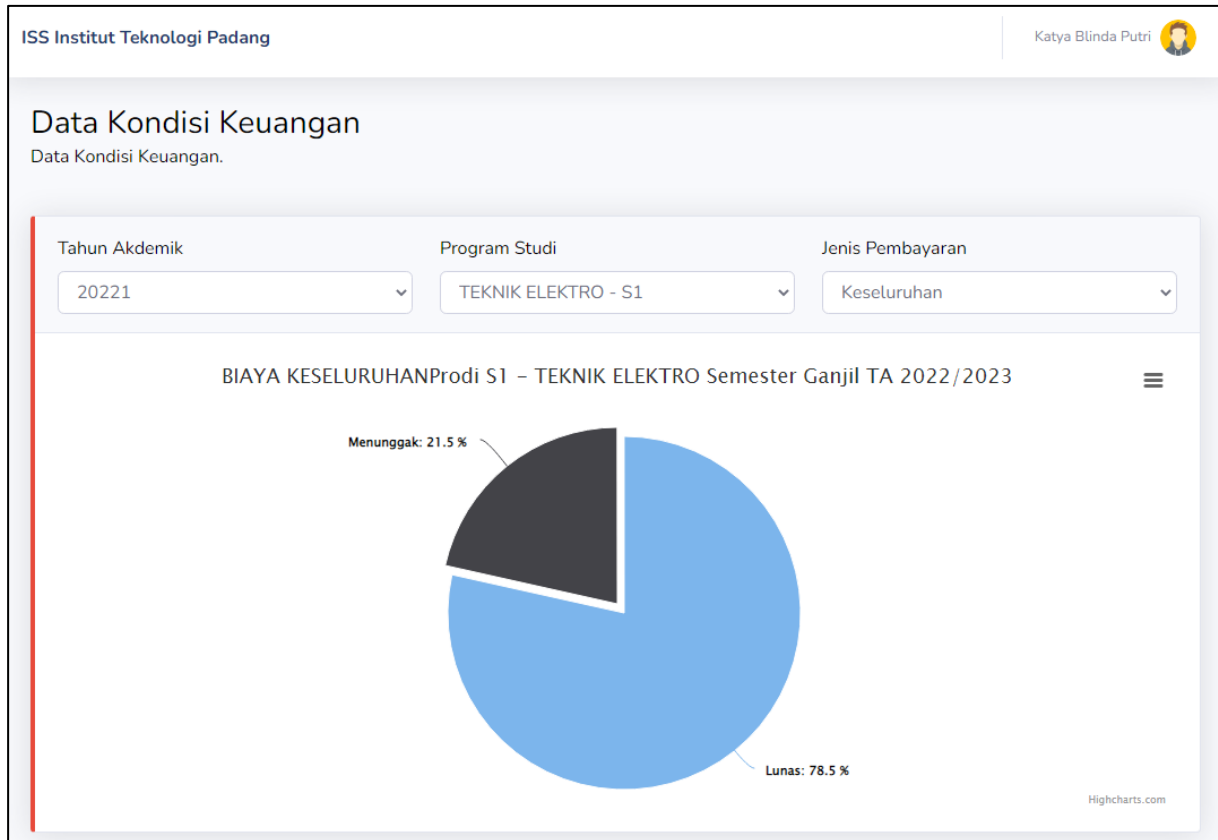 ISS Institut Teknologi Padang
Katya Blinda Putri
Data Kondisi Keuangan
Data Kondisi Keuangan.
Tahun Akdemik
Program Studi
Jenis Pembayaran
20221
TEKNIK ELEKTRO - S1
Keseluruhan
BIAYA KESELURUHANProdi S1 – TEKNIK ELEKTRO Semester Ganjil TA 2022/2023
Menunggak: 21.5 %
Lunas: 78.5 %
Highcharts.com